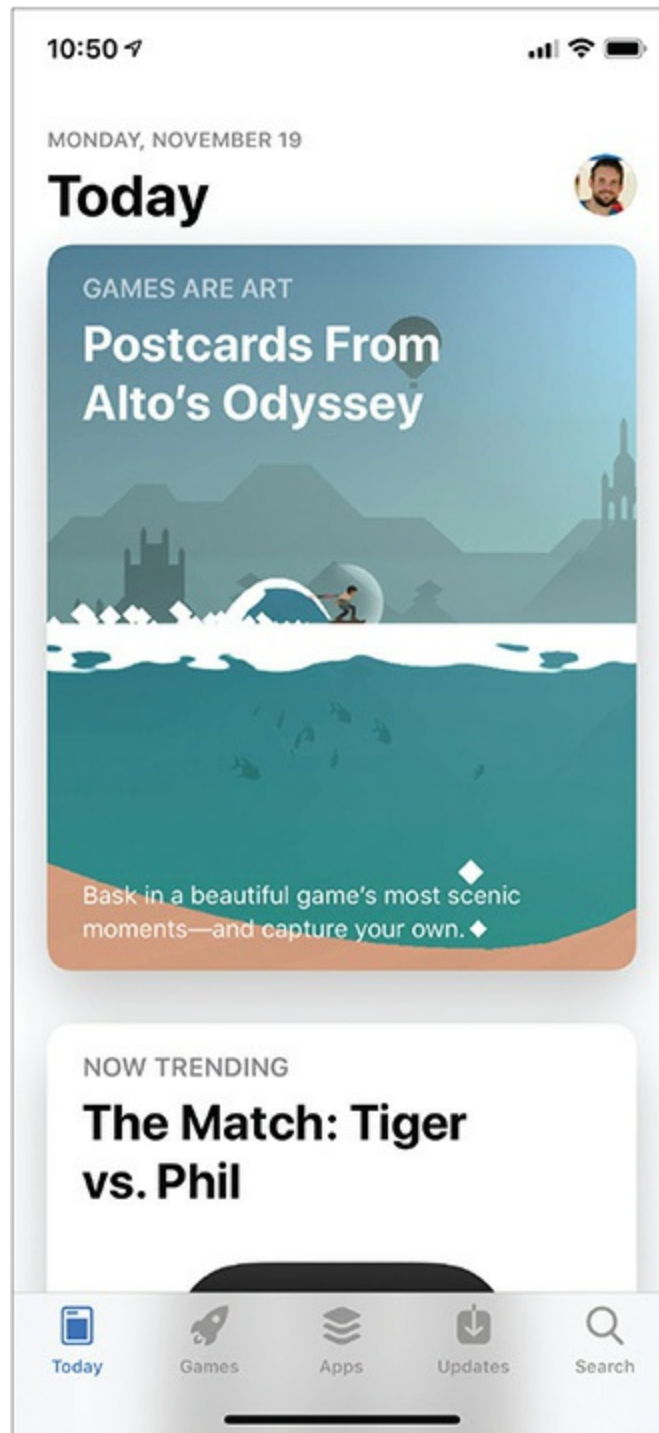 10:50
MONDAY, NOVEMBER 19
Today
GAMES ARE ART
Postcards From
Alto’s Odyssey
Bask in a beautiful game’s most scenic
moments—and capture your own.
NOW TRENDING
The Match: Tiger
vs. Phil
Today Games Apps Updates Search